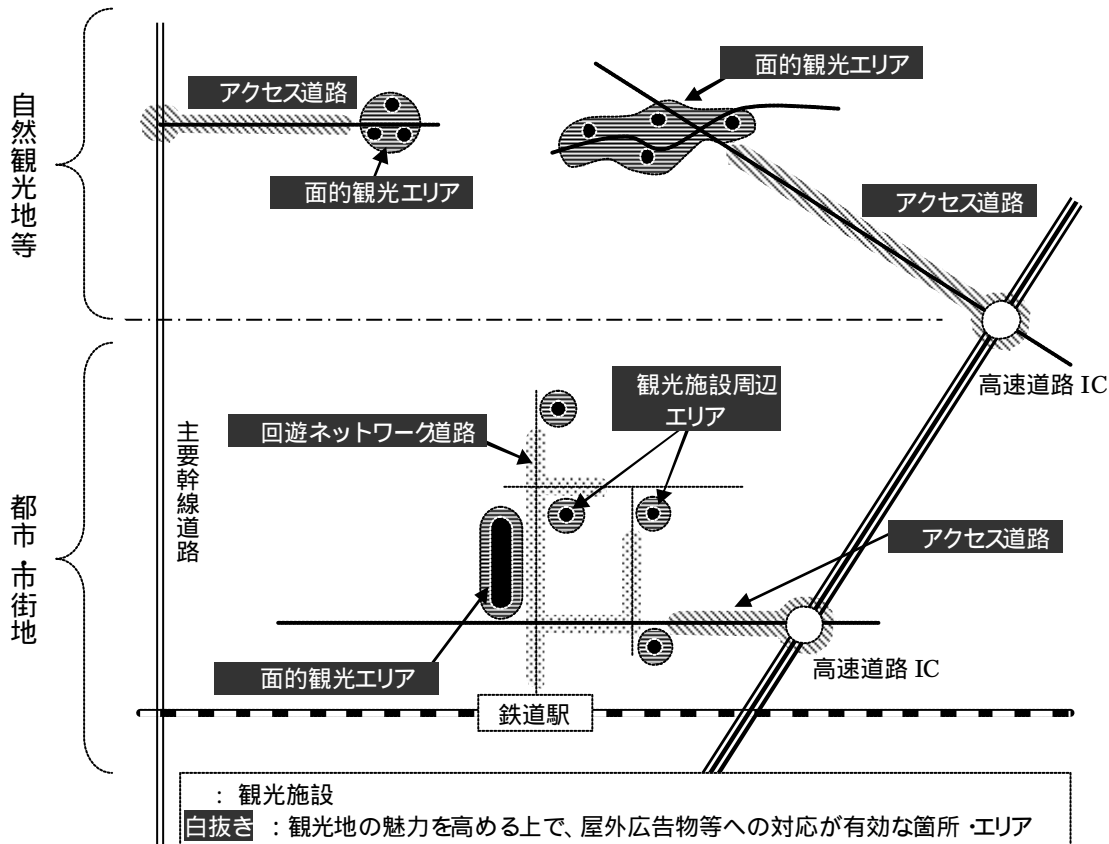 面的観光エリア
アクセス道路
自然観光地等
面的観光エリア
アクセス道路
高速道路 IC
観光施設周辺
エリア
主要幹線道路
回遊ネットワーク道路
都市・市街地
アクセス道路
高速道路 IC
面的観光エリア
鉄道駅
: 観光施設
白抜き : 観光地の魅力を高める上で、屋外広告物等への対応が有効な箇所・エリア